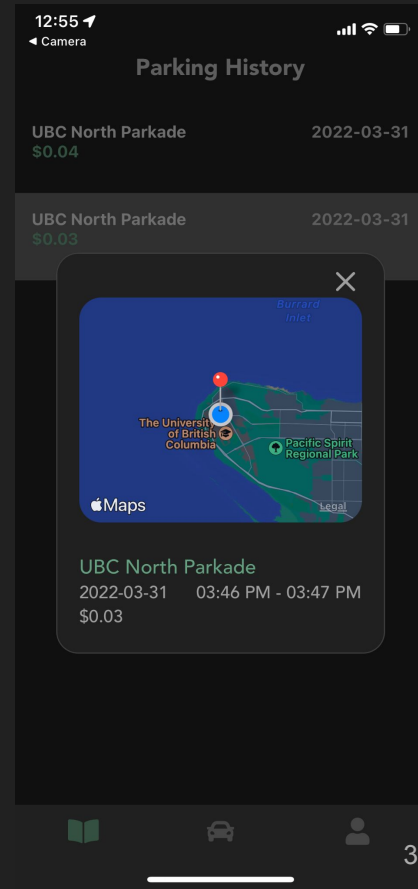 12:55
◀ Camera
Parking History
UBC North Parkade 2022-03-31
$0.04
UBC North Parkade 2022-03-31
$0.03
Burrard
Inlet
The University
of British
Columbia
Pacific Spirit
Regional Park
Maps
Legal
UBC North Parkade
2022-03-31 03:46 PM - 03:47 PM
$0.03
3